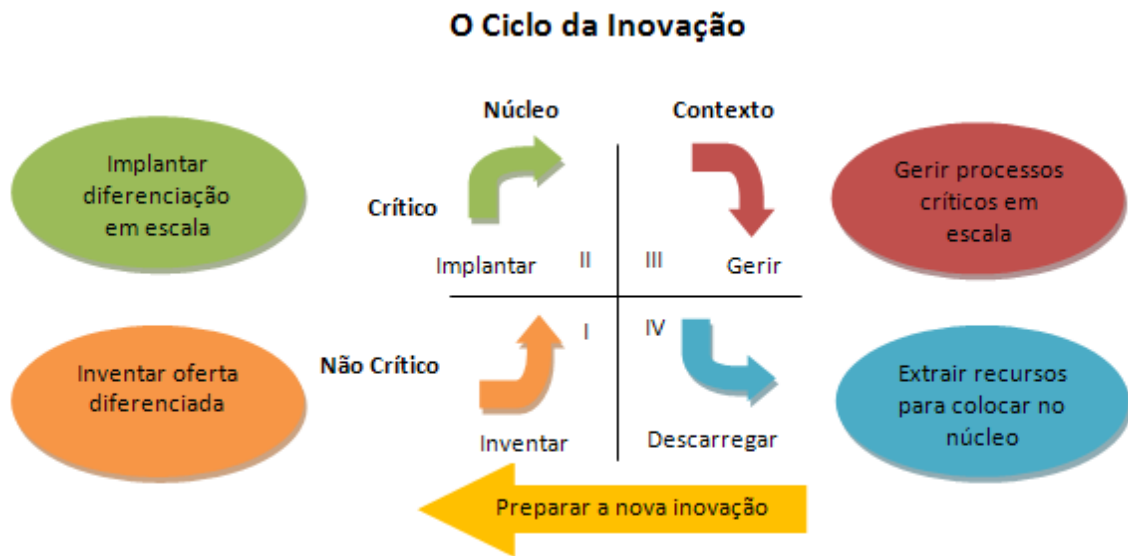 O Ciclo da Inovação
Núcleo
Contexto
Implantar
diferenciação
em escala
Crítico
Gerir processos
críticos em
escala
Implantar
II
III
Gerir
Inventar oferta
diferenciada
Não Crítico
I
IV
Extrair recursos
para colocar no
núcleo
Inventar
Descarregar
Preparar a nova inovação